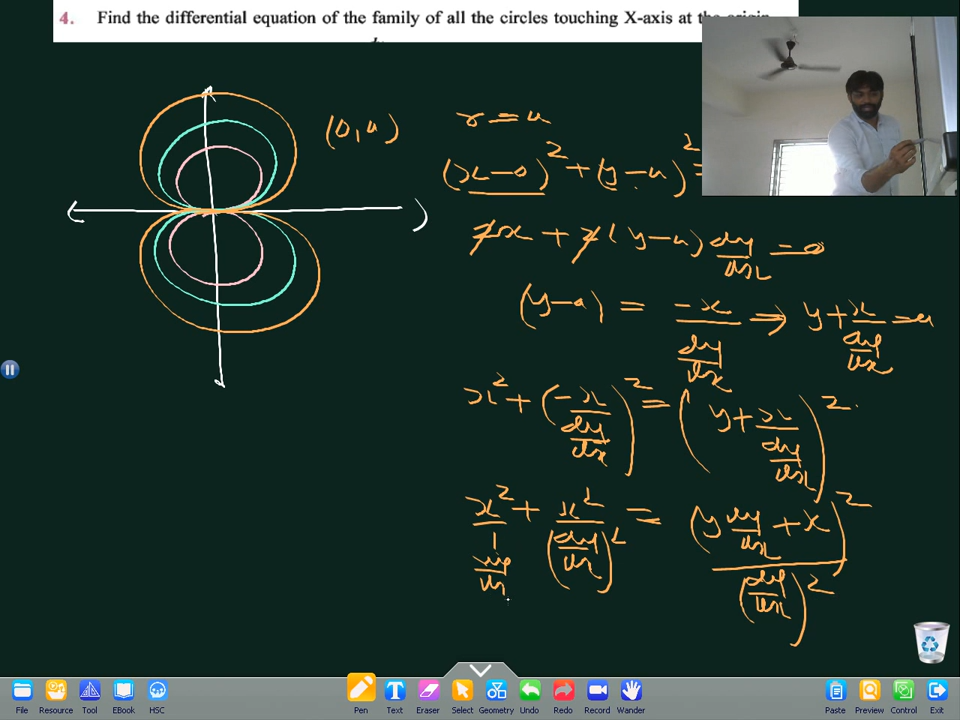 4. Find the differential equation of the family of all the circles touching X-axis at the origin
(0, a)
r = a
(x - 0)² + (y - a)² =
2x + 2(y - a) dy/dx = 0
(y - a) = -x/(dy/dx) ⇒ y + x/(dy/dx) = a
x² + (-x/(dy/dx))² = (y + x/(dy/dx))²
x²/1 + x²/(dy/dx)² = (y dy/dx + x)²/(dy/dx)²
dy/dx
File Resource Tool EBook HSC Pen Text Eraser Select Geometry Undo Redo Record Wander Paste Preview Control Exit